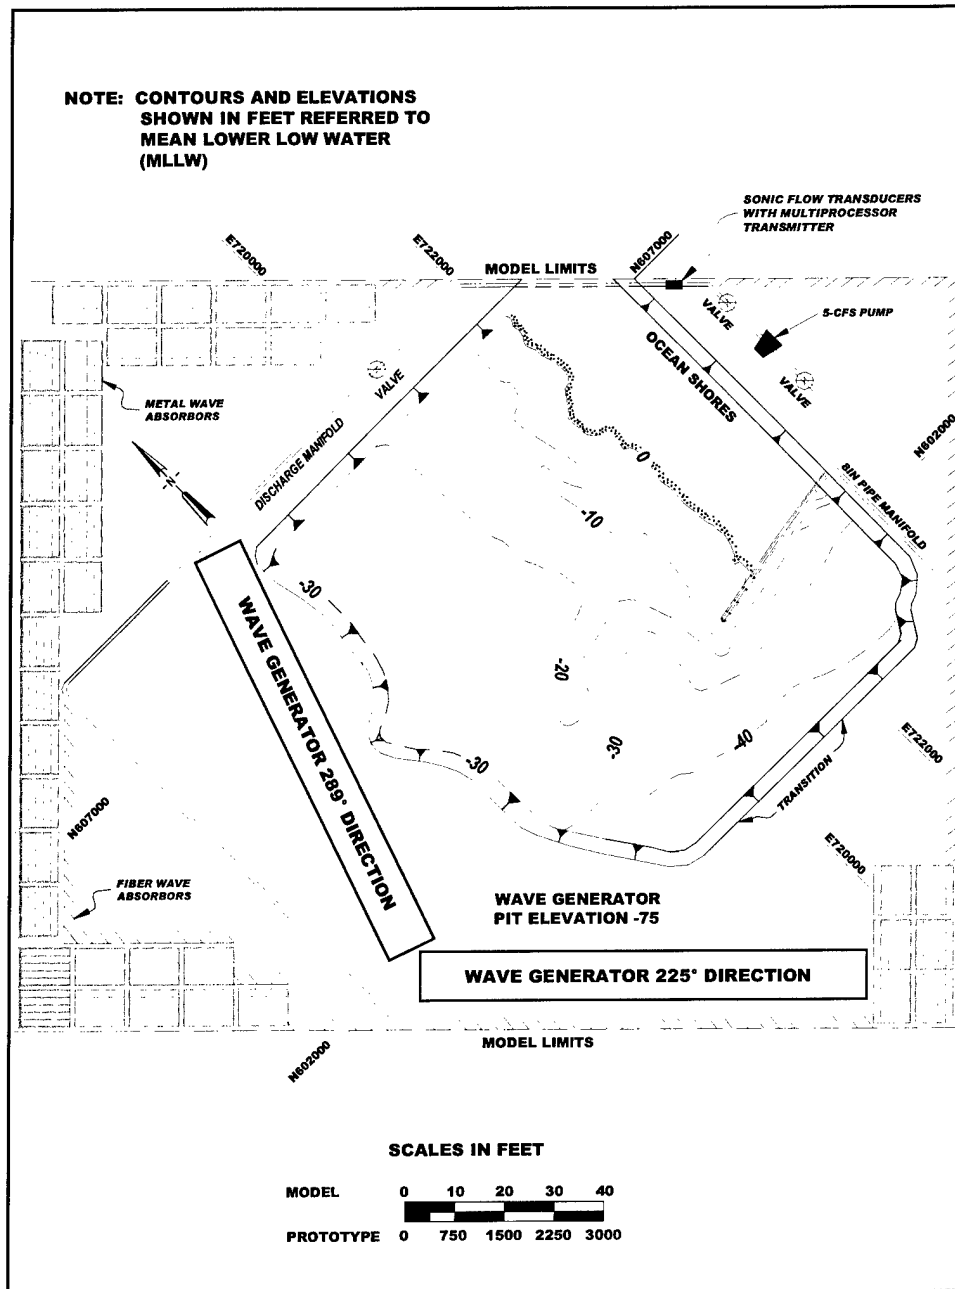 NOTE: CONTOURS AND ELEVATIONS
SHOWN IN FEET REFERRED TO
MEAN LOWER LOW WATER
(MLLW)
SONIC FLOW TRANSDUCERS
WITH MULTIPROCESSOR
TRANSMITTER
E720000
E722000
MODEL LIMITS
N607000
VALVE
5-CFS PUMP
OCEAN SHORES
VALVE
VALVE
METAL WAVE
ABSORBORS
N602000
DISCHARGE MANIFOLD
-N-
0
8IN PIPE MANIFOLD
-10
-30
WAVE GENERATOR 289° DIRECTION
-20
-30
-40
-30
E722000
TRANSITION
N607000
E720000
FIBER WAVE
ABSORBORS
WAVE GENERATOR
PIT ELEVATION -75
WAVE GENERATOR 225° DIRECTION
MODEL LIMITS
N602000
SCALES IN FEET
MODEL 0 10 20 30 40
PROTOTYPE 0 750 1500 2250 3000